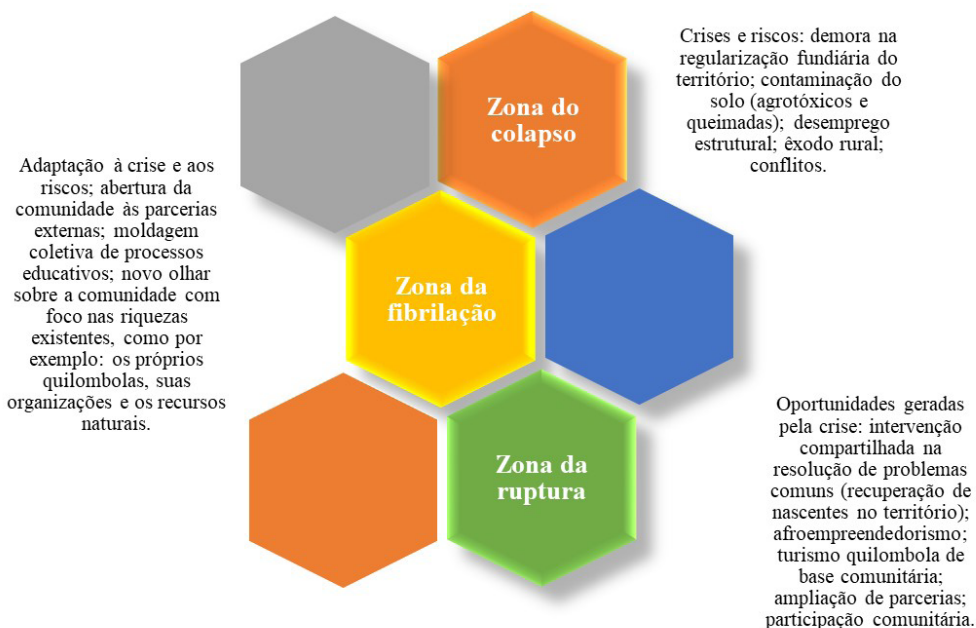 Zona do
colapso
Crises e riscos: demora na
regularização fundiária do
território; contaminação do
solo (agrotóxicos e
queimadas); desemprego
estrutural; êxodo rural;
conflitos.
Adaptação à crise e aos
riscos; abertura da
comunidade às parcerias
externas; moldagem
coletiva de processos
educativos; novo olhar
sobre a comunidade com
foco nas riquezas
existentes, como por
exemplo: os próprios
quilombolas, suas
organizações e os recursos
naturais.
Zona da
fibrilação
Zona da
ruptura
Oportunidades geradas
pela crise: intervenção
compartilhada na
resolução de problemas
comuns (recuperação de
nascentes no território);
afroempreendedorismo;
turismo quilombola de
base comunitária;
ampliação de parcerias;
participação comunitária.